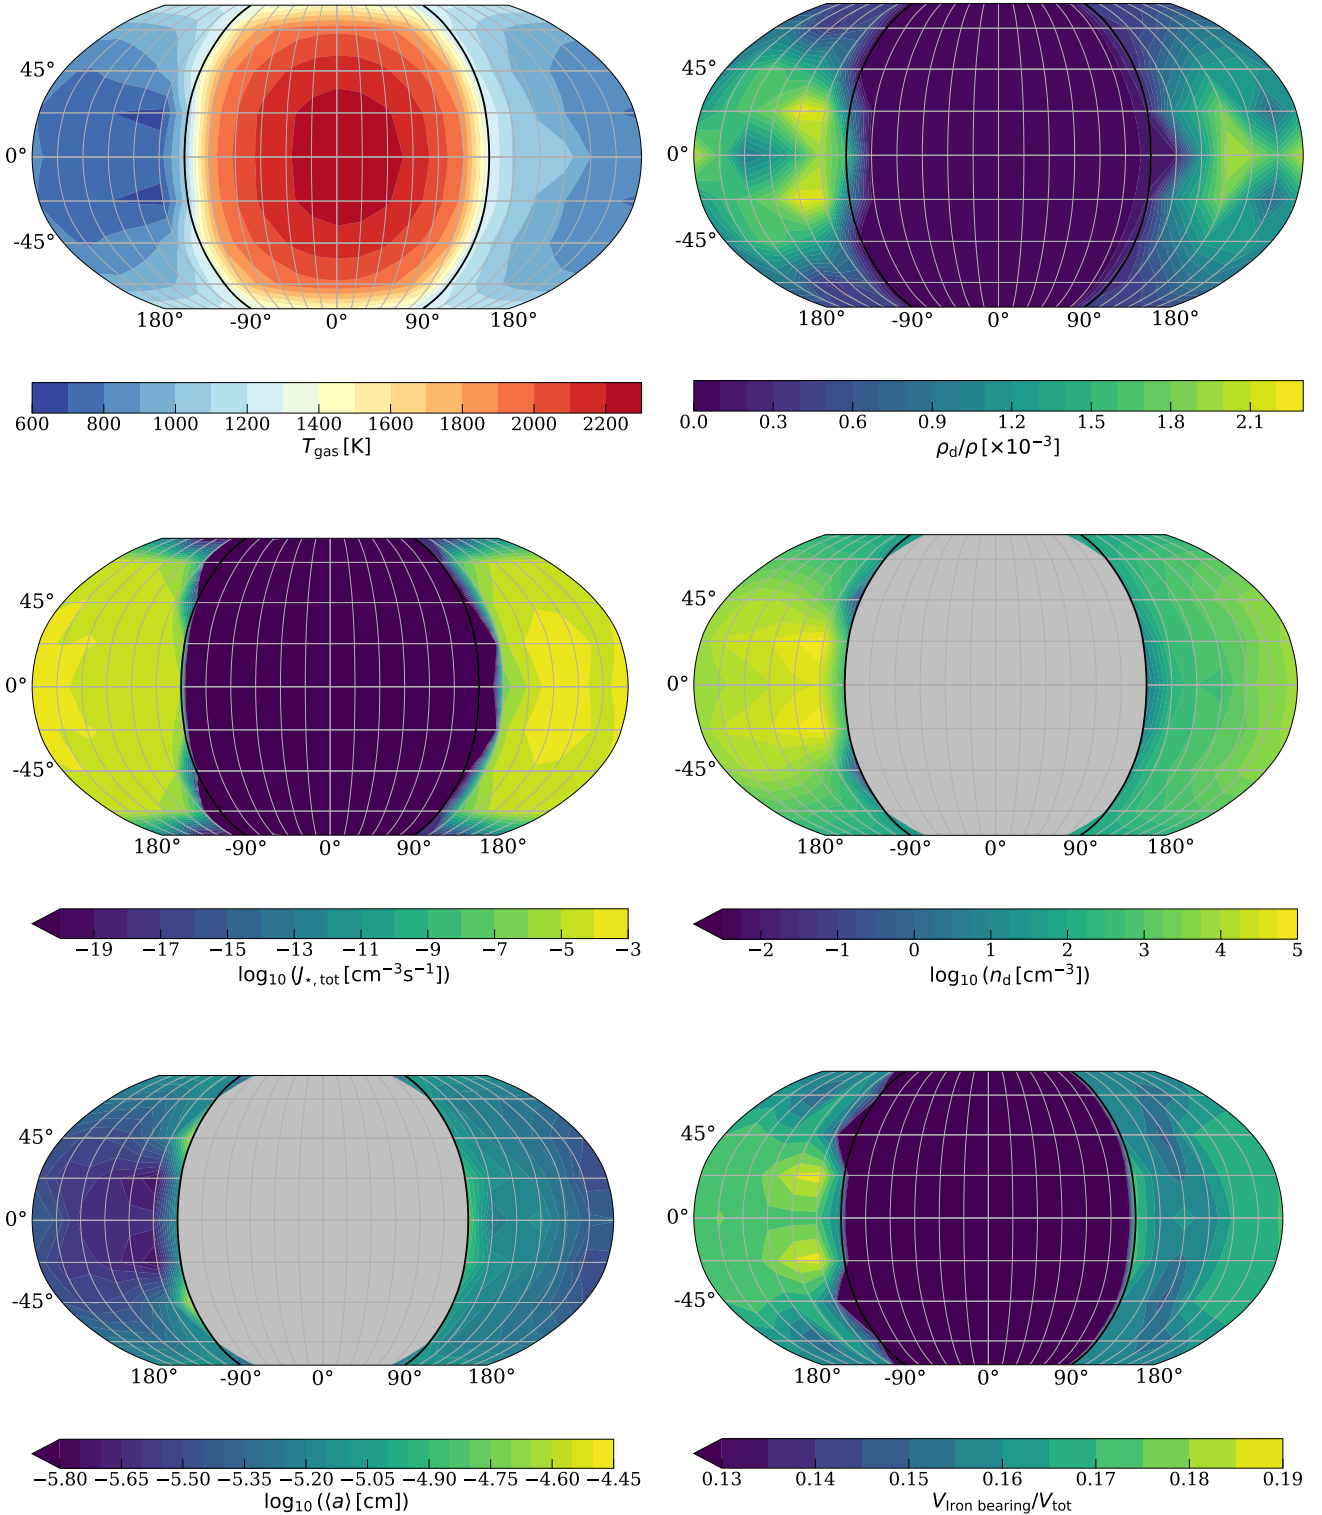 45°
0°
-45°
180° -90° 0° 90° 180°
600 800 1000 1200 1400 1600 1800 2000 2200
T_gas [K]
45°
0°
-45°
180° -90° 0° 90° 180°
0.0 0.3 0.6 0.9 1.2 1.5 1.8 2.1
ρ_d/ρ [×10⁻³]
45°
0°
-45°
180° -90° 0° 90° 180°
−19 −17 −15 −13 −11 −9 −7 −5 −3
log₁₀ (J_⋆,tot [cm⁻³s⁻¹])
45°
0°
-45°
180° -90° 0° 90° 180°
−2 −1 0 1 2 3 4 5
log₁₀ (n_d [cm⁻³])
45°
0°
-45°
180° -90° 0° 90° 180°
−5.80 −5.65 −5.50 −5.35 −5.20 −5.05 −4.90 −4.75 −4.60 −4.45
log₁₀ (⟨a⟩ [cm])
45°
0°
-45°
180° -90° 0° 90° 180°
0.13 0.14 0.15 0.16 0.17 0.18 0.19
V_Iron bearing/V_tot